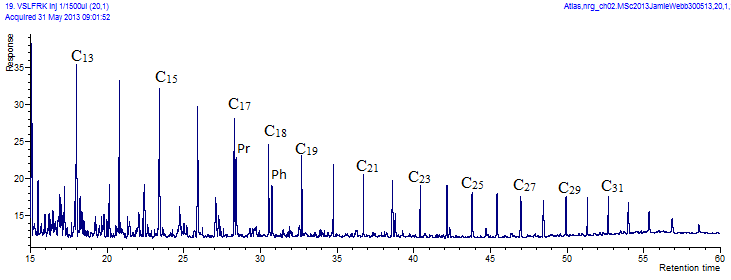 19. VSLFRK Inj 1/1500ul (20,1)
Atlas,nrg_ch02,MSc2013JamieWebb300513,20,1,
Acquired 31 May 2013 09:01:52
Response
35
25
15
C13
C15
C17
Pr
C18
Ph
C19
C21
C23
C25
C27
C29
C31
15 20 25 30 35 40 45 50 55 60
Retention time